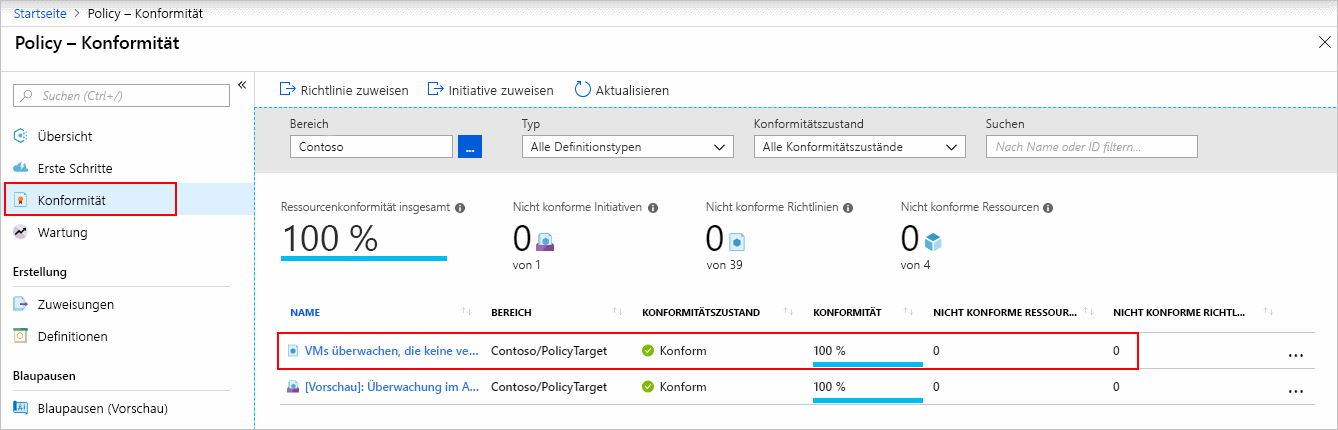 Startseite > Policy – Konformität
Policy – Konformität
Suchen (Ctrl+/)
Übersicht
Erste Schritte
Konformität
Wartung
Erstellung
Zuweisungen
Definitionen
Blaupausen
Blaupausen (Vorschau)
Richtlinie zuweisen Initiative zuweisen Aktualisieren
Bereich Typ Konformitätszustand Suchen
Contoso ... Alle Definitionstypen Alle Konformitätszustände Nach Name oder ID filtern...
Ressourcenkonformität insgesamt Nicht konforme Initiativen Nicht konforme Richtlinien Nicht konforme Ressourcen
100 % 0 0 0
von 1 von 39 von 4
NAME BEREICH KONFORMITÄTSZUSTAND KONFORMITÄT NICHT KONFORME RESSOUR... NICHT KONFORME RICHTL...
VMs überwachen, die keine ve... Contoso/PolicyTarget Konform 100 % 0 0 ...
[Vorschau]: Überwachung im A... Contoso/PolicyTarget Konform 100 % 0 0 ...